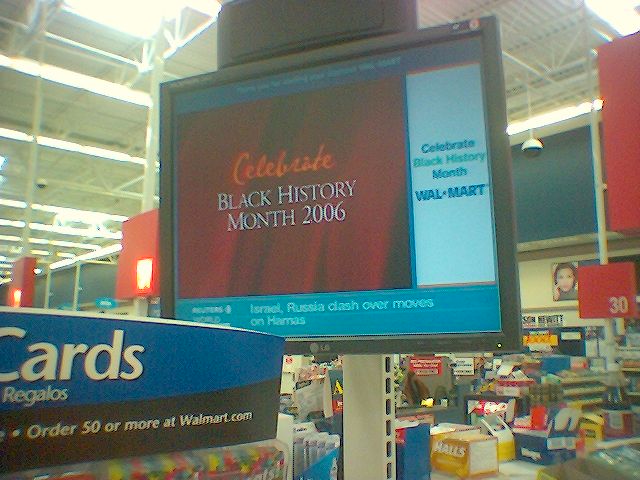 Celebrate
BLACK HISTORY
MONTH 2006
Celebrate
Black History
Month
WAL-MART
REUTERS
WORLD
Israel, Russia clash over moves
on Hamas
LG
Cards
Regalos
• Order 50 or more at Walmart.com
30
HALLS